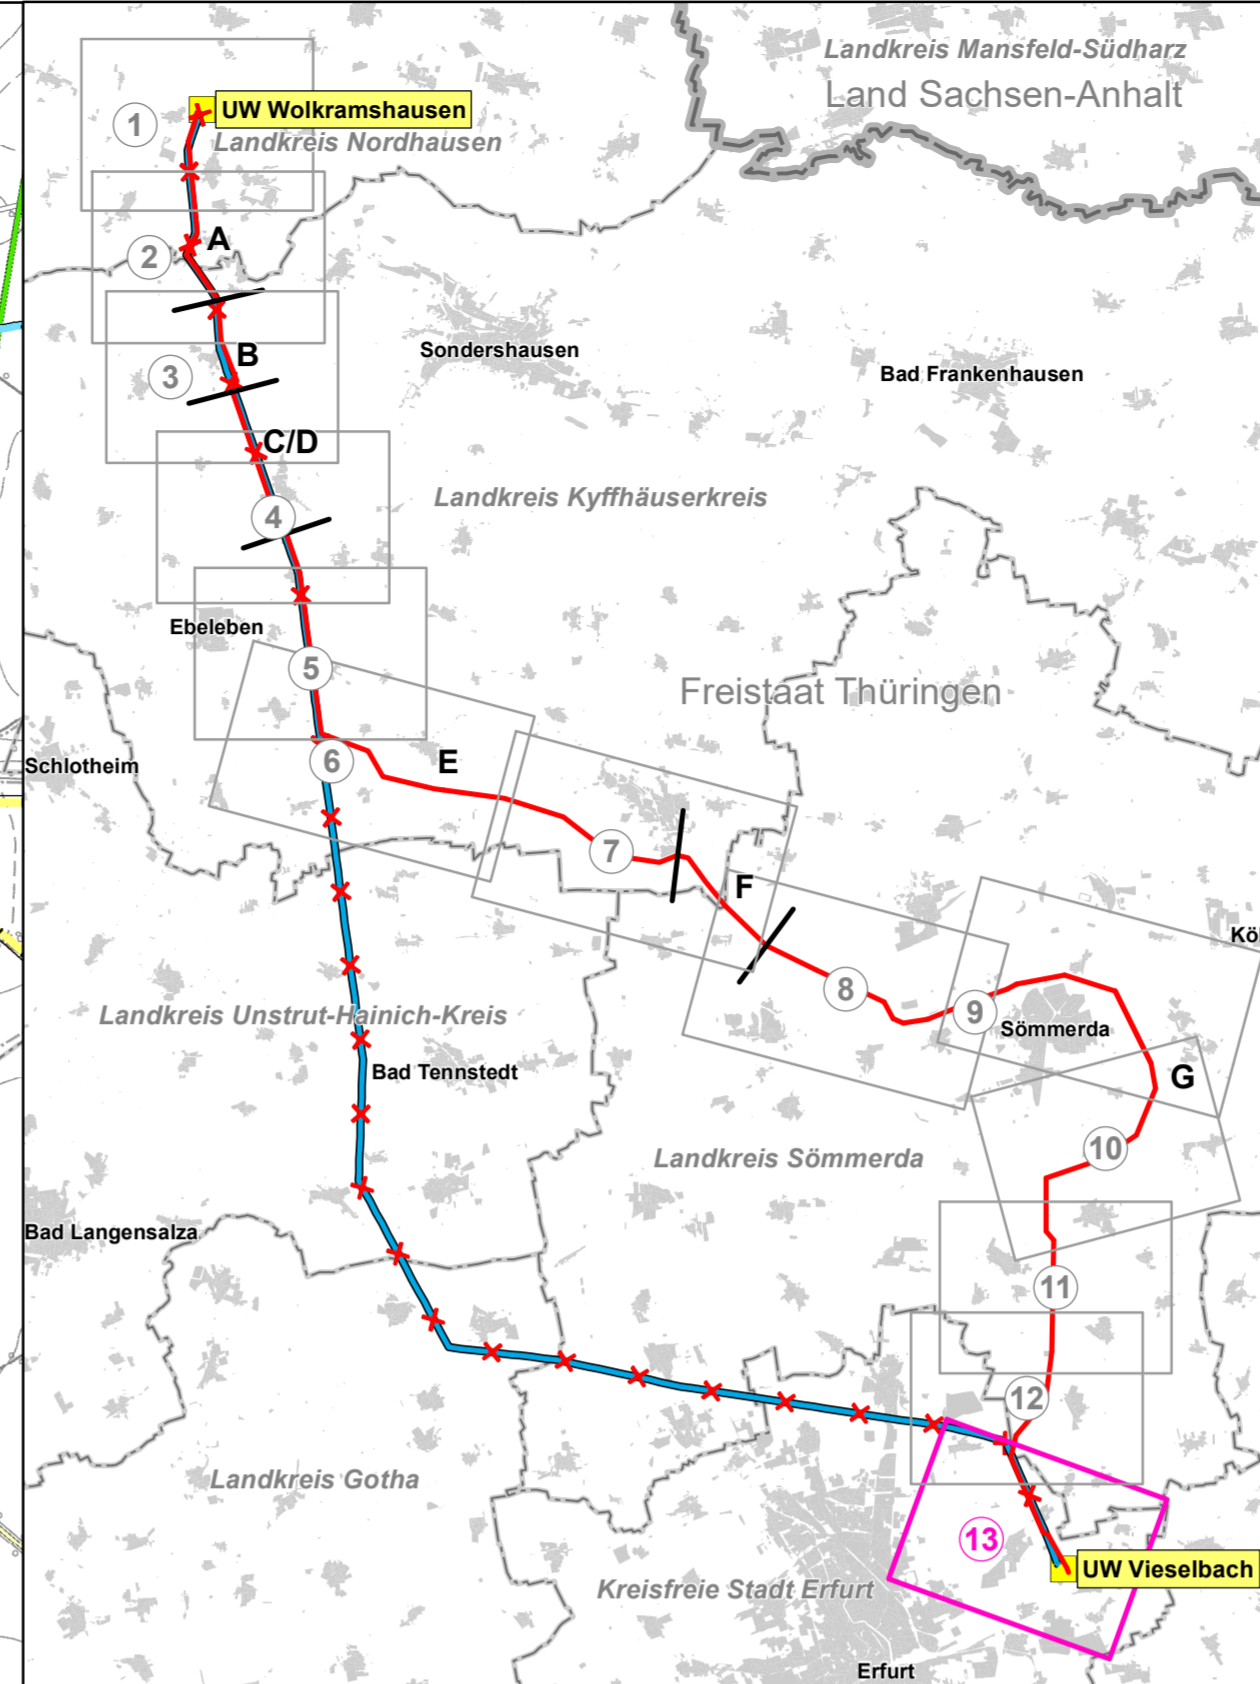 Landkreis Mansfeld-Südharz
Land Sachsen-Anhalt
UW Wolkramshausen
1
Landkreis Nordhausen
A
2
Sondershausen
B
Bad Frankenhausen
3
C/D
Landkreis Kyffhäuserkreis
4
Ebeleben
5
Freistaat Thüringen
Schlotheim
6
E
7
F
Kö
8
9
Landkreis Unstrut-Hainich-Kreis
Sömmerda
Bad Tennstedt
G
10
Landkreis Sömmerda
Bad Langensalza
11
12
Landkreis Gotha
13
UW Vieselbach
Kreisfreie Stadt Erfurt
Erfurt